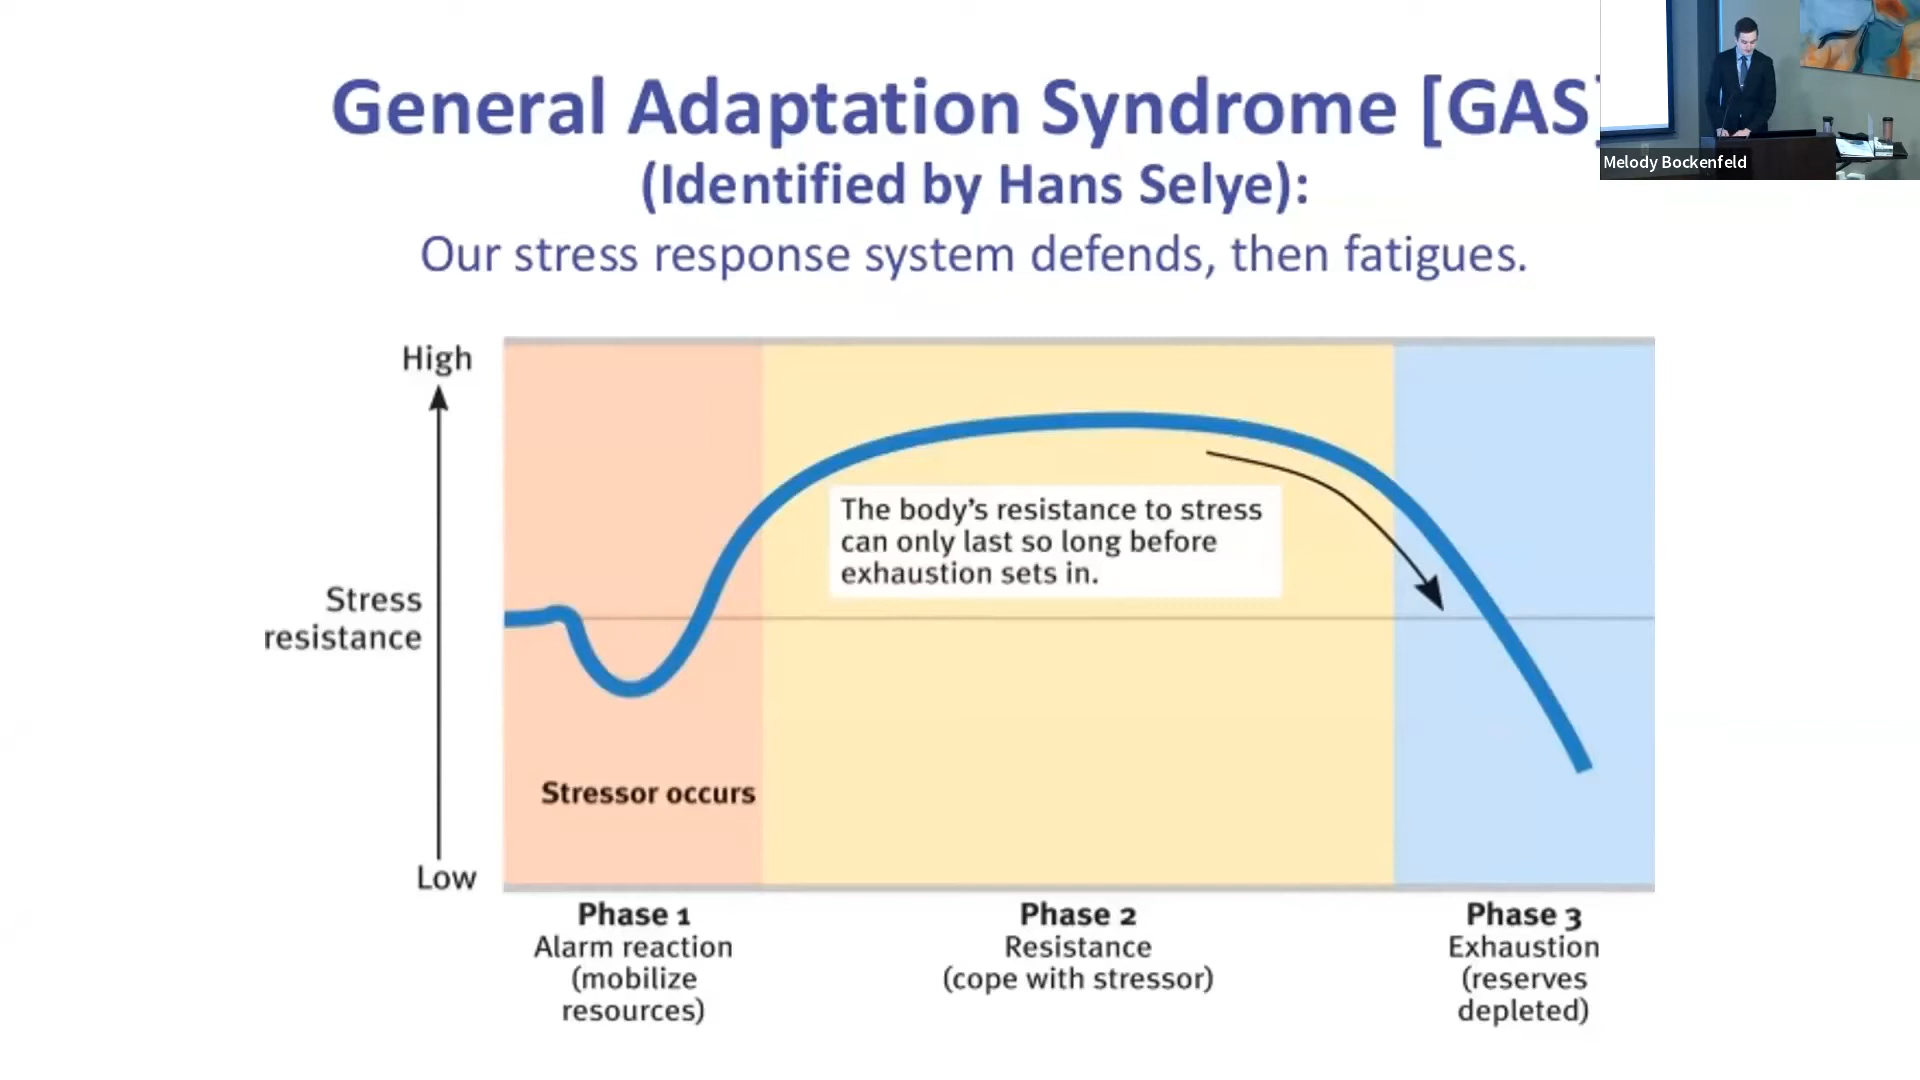 General Adaptation Syndrome [GAS]
(Identified by Hans Selye):
Our stress response system defends, then fatigues.
Melody Bockenfeld
High
Stress
resistance
Low
The body's resistance to stress
can only last so long before
exhaustion sets in.
Stressor occurs
Phase 1
Alarm reaction
(mobilize
resources)
Phase 2
Resistance
(cope with stressor)
Phase 3
Exhaustion
(reserves
depleted)